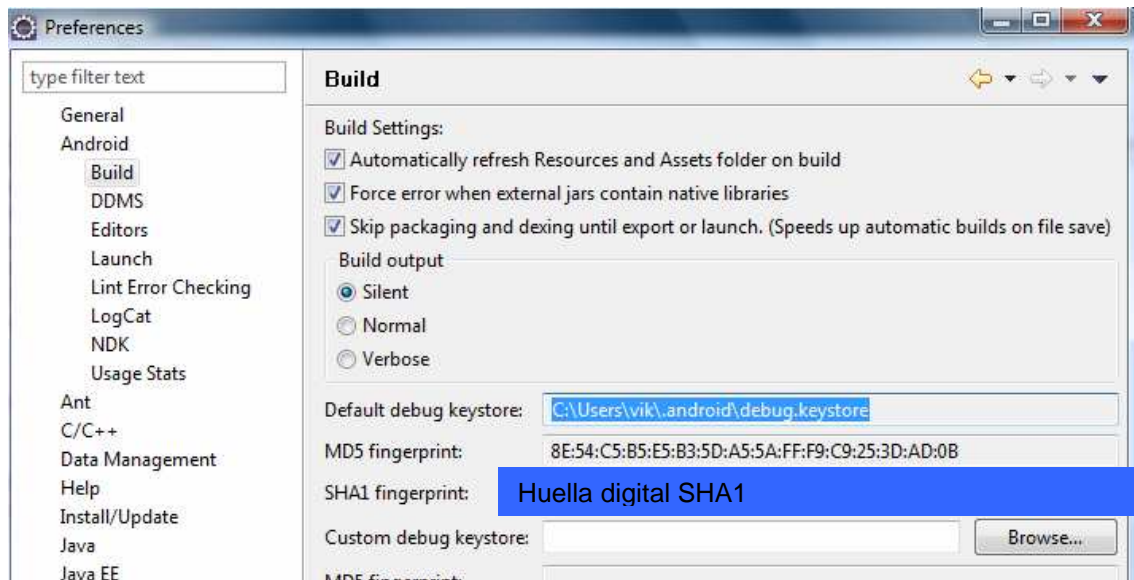 Preferences
type filter text
General
Android
Build
DDMS
Editors
Launch
Lint Error Checking
LogCat
NDK
Usage Stats
Ant
C/C++
Data Management
Help
Install/Update
Java
Java EE
Build
Build Settings:
Automatically refresh Resources and Assets folder on build
Force error when external jars contain native libraries
Skip packaging and dexing until export or launch. (Speeds up automatic builds on file save)
Build output
Silent
Normal
Verbose
Default debug keystore: C:\Users\vik\.android\debug.keystore
MD5 fingerprint: 8E:54:C5:B5:E5:B3:5D:A5:5A:FF:F9:C9:25:3D:AD:0B
SHA1 fingerprint: Huella digital SHA1
Custom debug keystore: Browse...
MD5 fingerprint: